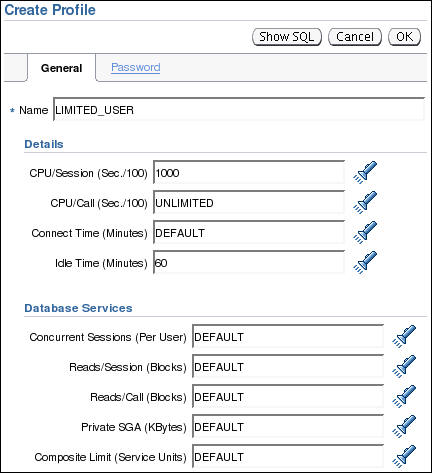 Create Profile
Show SQL Cancel OK
General Password
* Name LIMITED_USER
Details
CPU/Session (Sec./100) 1000
CPU/Call (Sec./100) UNLIMITED
Connect Time (Minutes) DEFAULT
Idle Time (Minutes) 60
Database Services
Concurrent Sessions (Per User) DEFAULT
Reads/Session (Blocks) DEFAULT
Reads/Call (Blocks) DEFAULT
Private SGA (KBytes) DEFAULT
Composite Limit (Service Units) DEFAULT